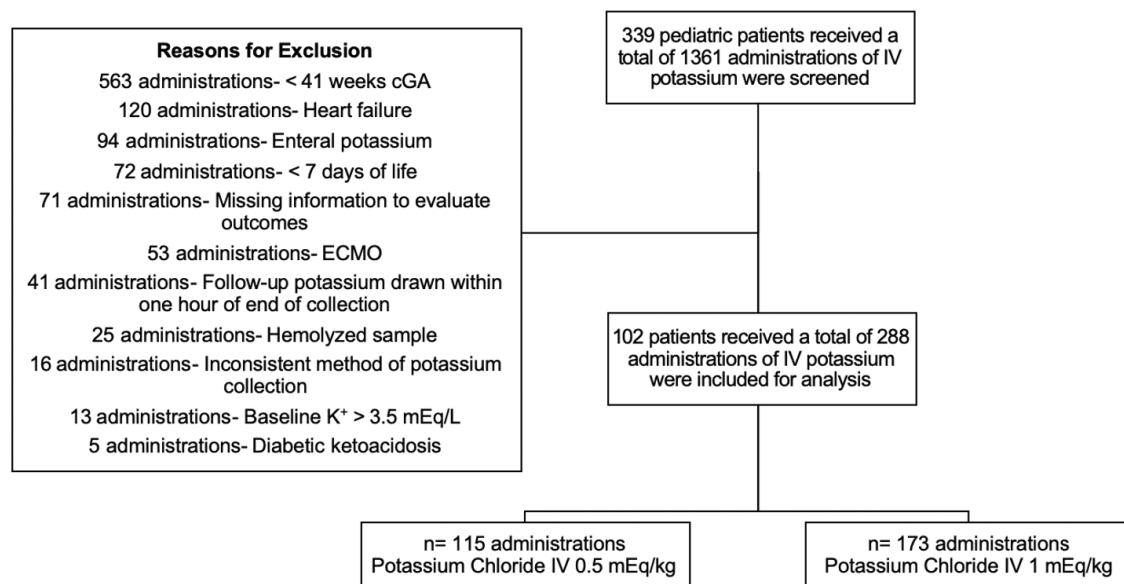 Reasons for Exclusion
563 administrations- < 41 weeks cGA
120 administrations- Heart failure
94 administrations- Enteral potassium
72 administrations- < 7 days of life
71 administrations- Missing information to evaluate
outcomes
53 administrations- ECMO
41 administrations- Follow-up potassium drawn within
one hour of end of collection
25 administrations- Hemolyzed sample
16 administrations- Inconsistent method of potassium
collection
13 administrations- Baseline K⁺ > 3.5 mEq/L
5 administrations- Diabetic ketoacidosis
339 pediatric patients received a
total of 1361 administrations of IV
potassium were screened
102 patients received a total of 288
administrations of IV potassium
were included for analysis
n= 115 administrations
Potassium Chloride IV 0.5 mEq/kg
n= 173 administrations
Potassium Chloride IV 1 mEq/kg